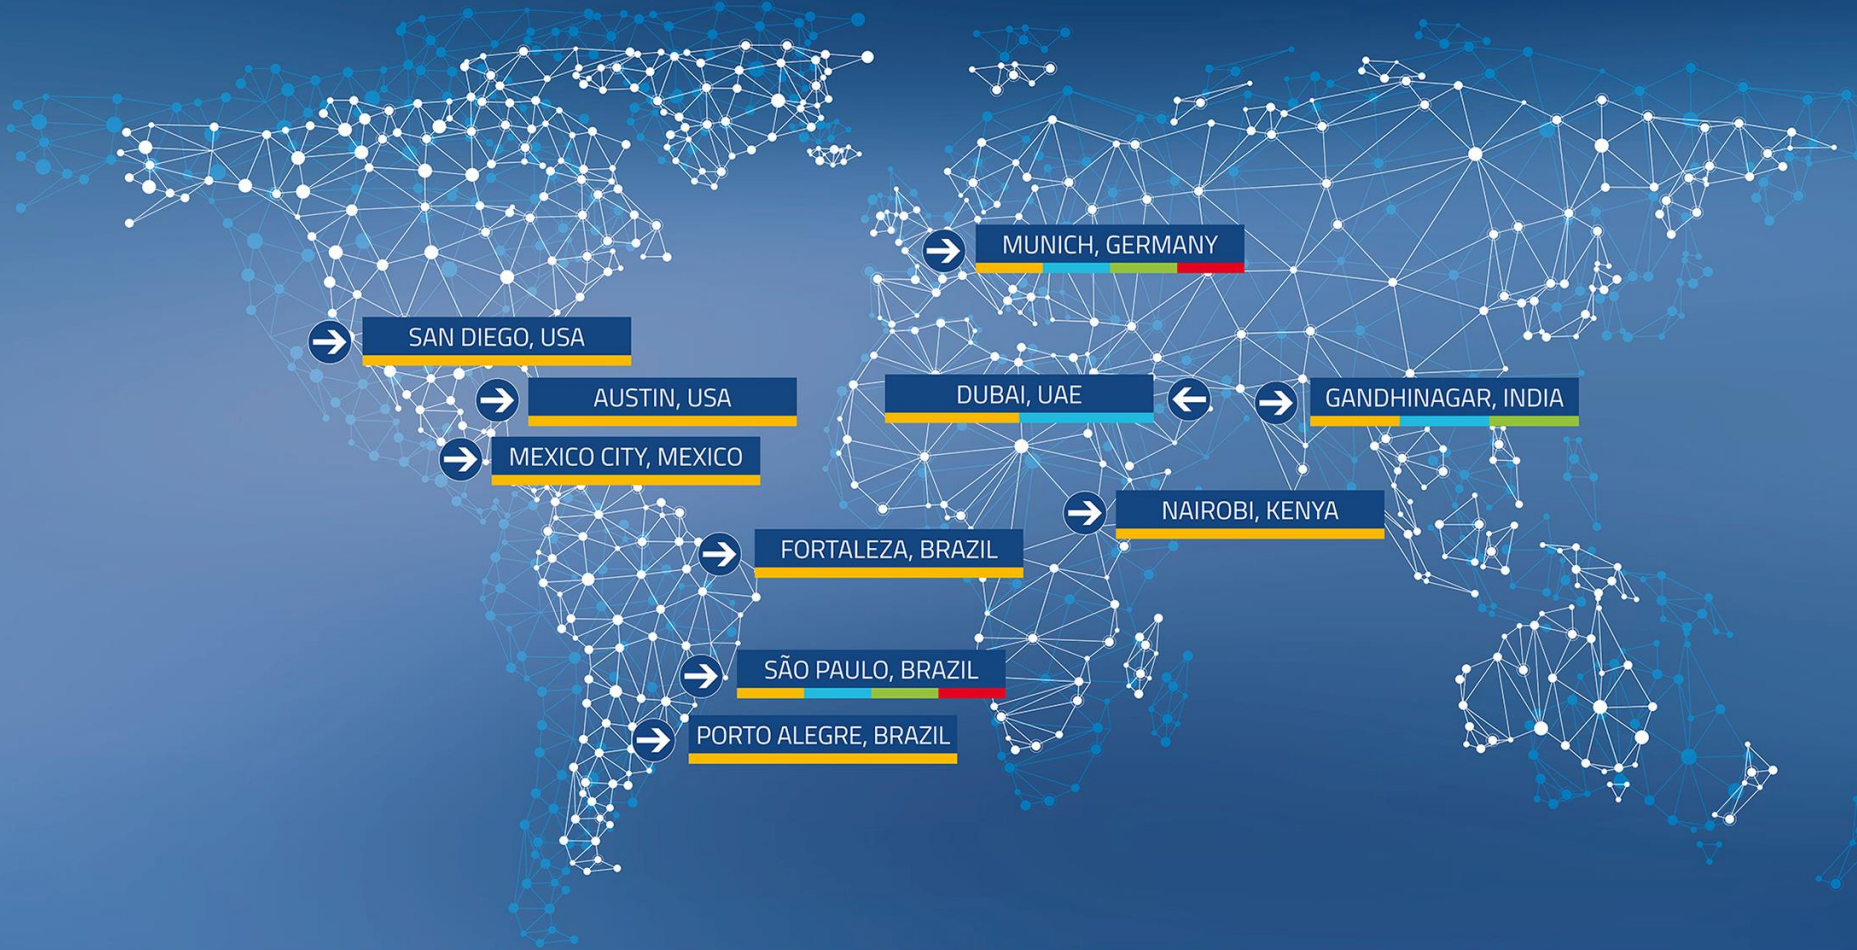 MUNICH, GERMANY
SAN DIEGO, USA
AUSTIN, USA
DUBAI, UAE
GANDHINAGAR, INDIA
MEXICO CITY, MEXICO
NAIROBI, KENYA
FORTALEZA, BRAZIL
SÃO PAULO, BRAZIL
PORTO ALEGRE, BRAZIL